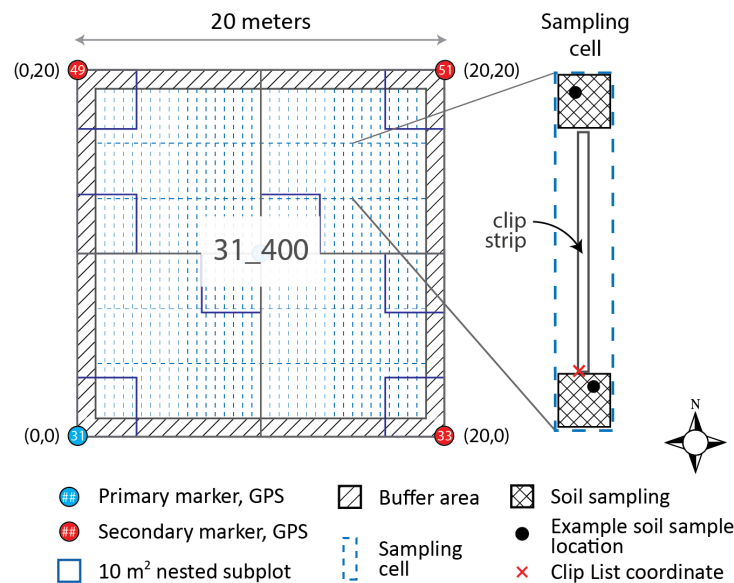 20 meters
Sampling
cell
(0,20)
49
51
(20,20)
clip
strip
31_400
N
(0,0)
31
33
(20,0)
## Primary marker, GPS
Buffer area
Soil sampling
## Secondary marker, GPS
Example soil sample
location
10 m² nested subplot
Sampling
cell
Clip List coordinate